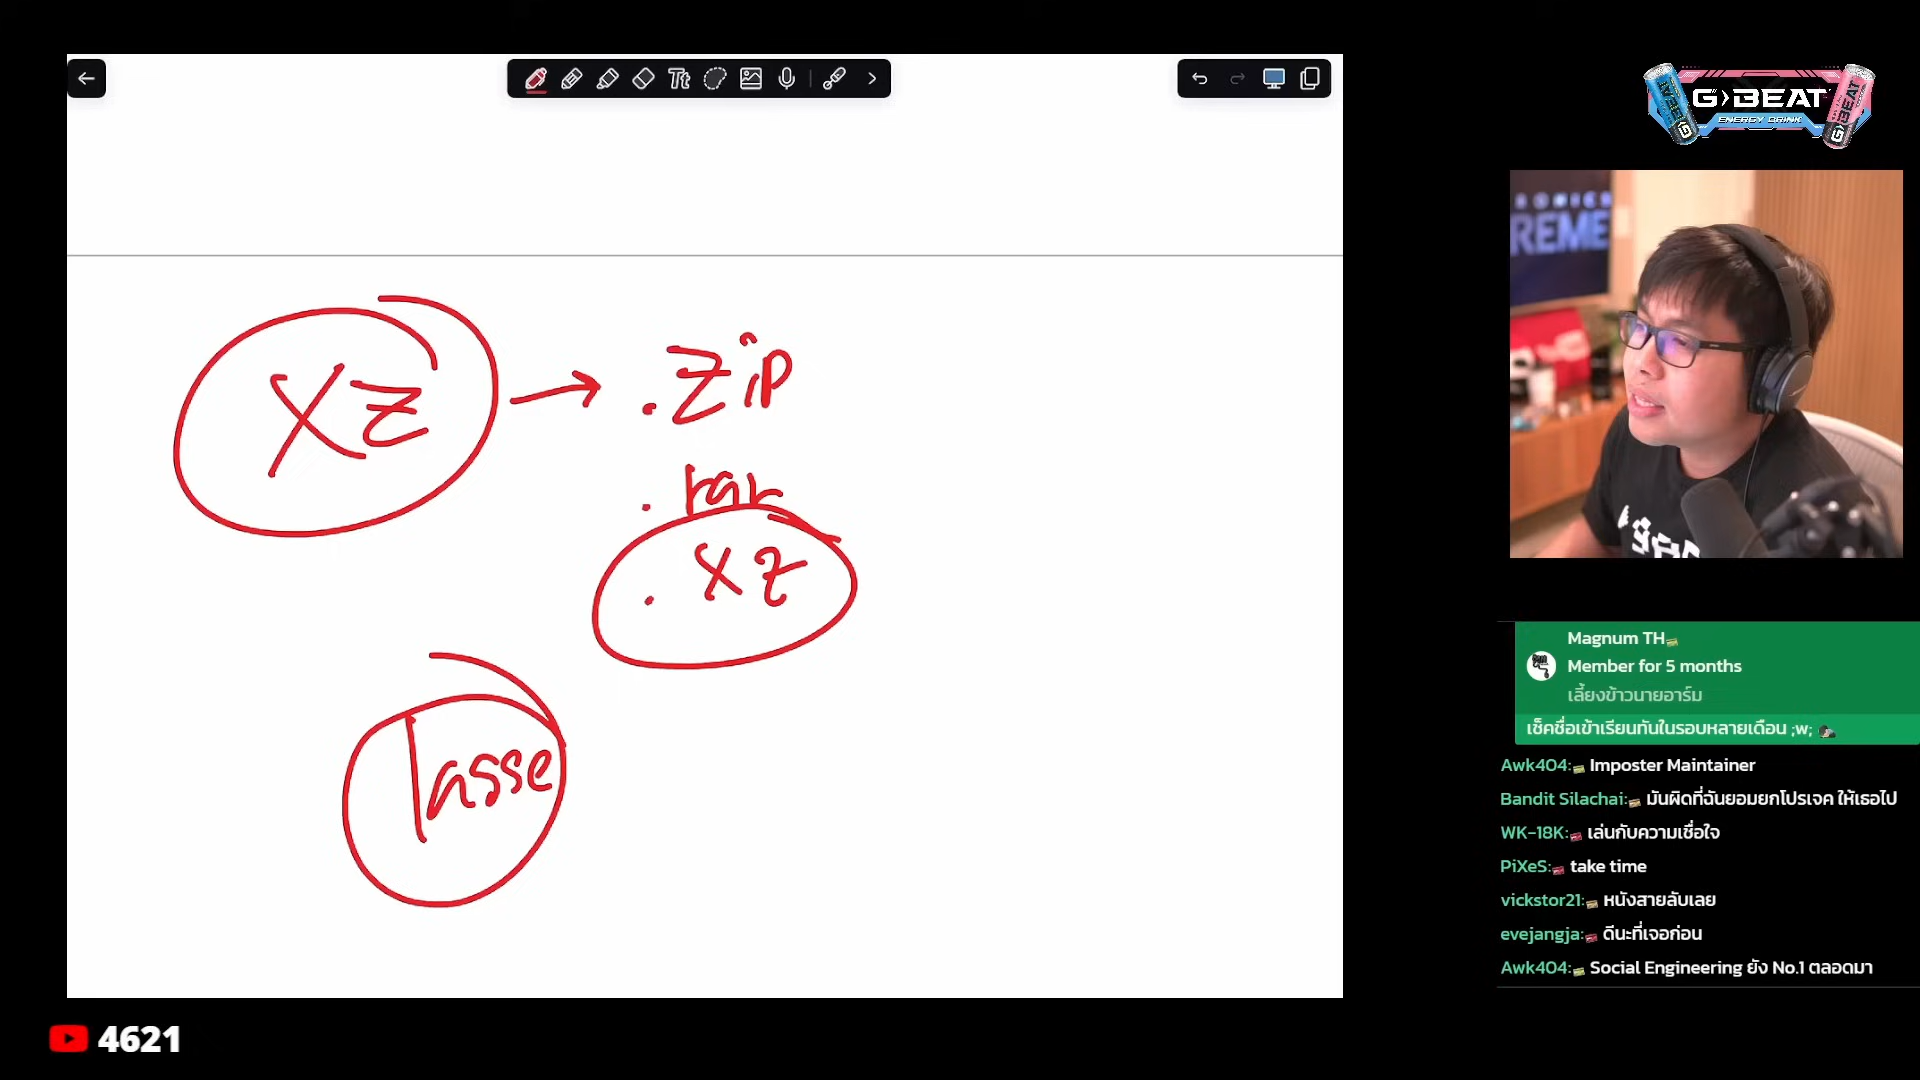 Tt
G>BEAT
ENERGY DRINK
REME
XZ → .zip
.rar
.xz
lasse
Magnum TH
Member for 5 months
เลี้ยงข้าวนายอาร์ม
เช็คชื่อเข้าเรียนทันในรอบหลายเดือน ;w;
Awk404: Imposter Maintainer
Bandit Silachai: มันผิดที่ฉันยอมยกโปรเจค ให้เธอไป
WK-18K: เล่นกับความเชื่อใจ
PiXeS: take time
vickstor21: หนังสายลับเลย
evejangja: ดีนะที่เจอก่อน
Awk404: Social Engineering ยัง No.1 ตลอดมา
4621